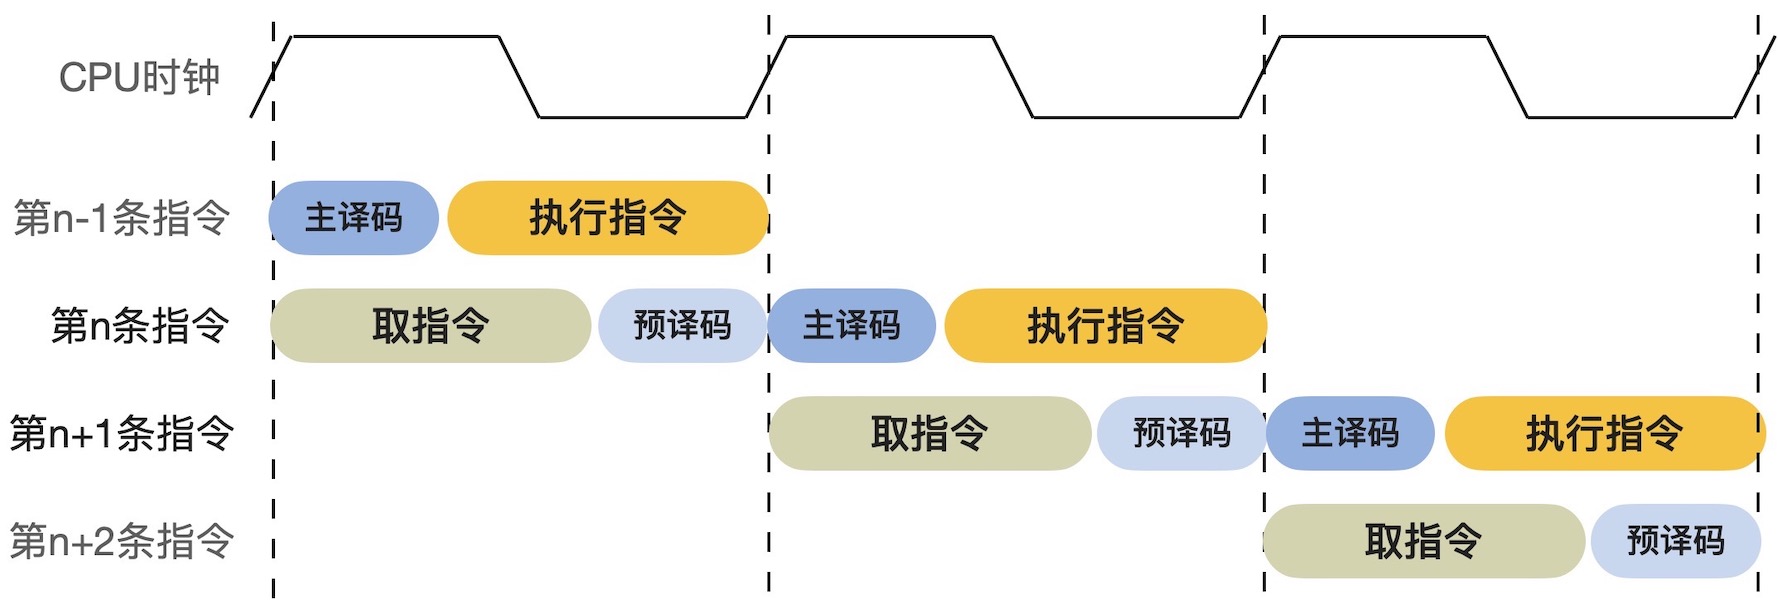 CPU时钟
第n-1条指令
主译码
执行指令
第n条指令
取指令
预译码
主译码
执行指令
第n+1条指令
取指令
预译码
主译码
执行指令
第n+2条指令
取指令
预译码